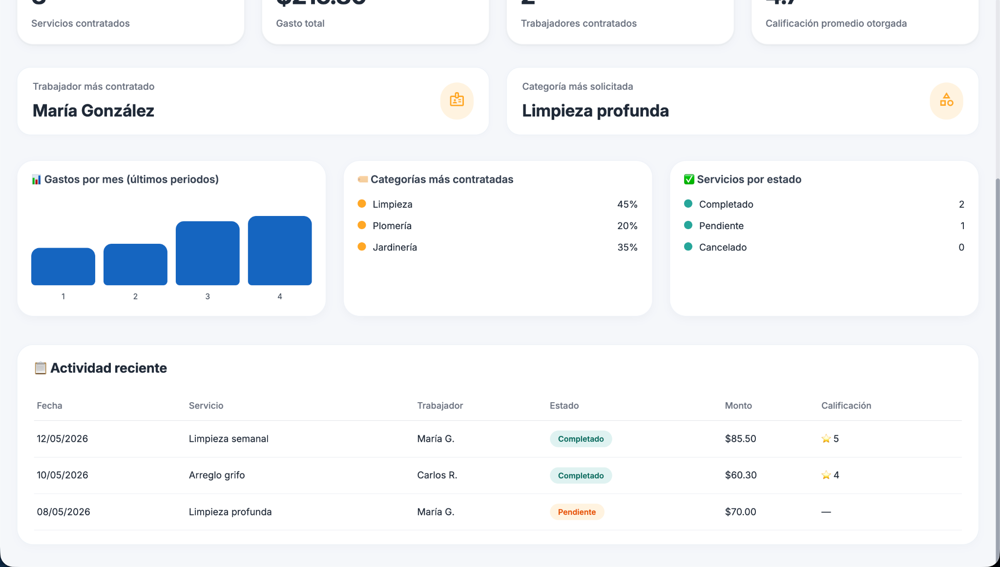 Servicios contratados
Gasto total
Trabajadores contratados
Calificación promedio otorgada
Trabajador más contratado
María González
Categoría más solicitada
Limpieza profunda
Gastos por mes (últimos periodos)
1 2 3 4
Categorías más contratadas
Limpieza 45%
Plomería 20%
Jardinería 35%
Servicios por estado
Completado 2
Pendiente 1
Cancelado 0
Actividad reciente
Fecha Servicio Trabajador Estado Monto Calificación
12/05/2026 Limpieza semanal María G. Completado $85.50 ⭐ 5
10/05/2026 Arreglo grifo Carlos R. Completado $60.30 ⭐ 4
08/05/2026 Limpieza profunda María G. Pendiente $70.00 —